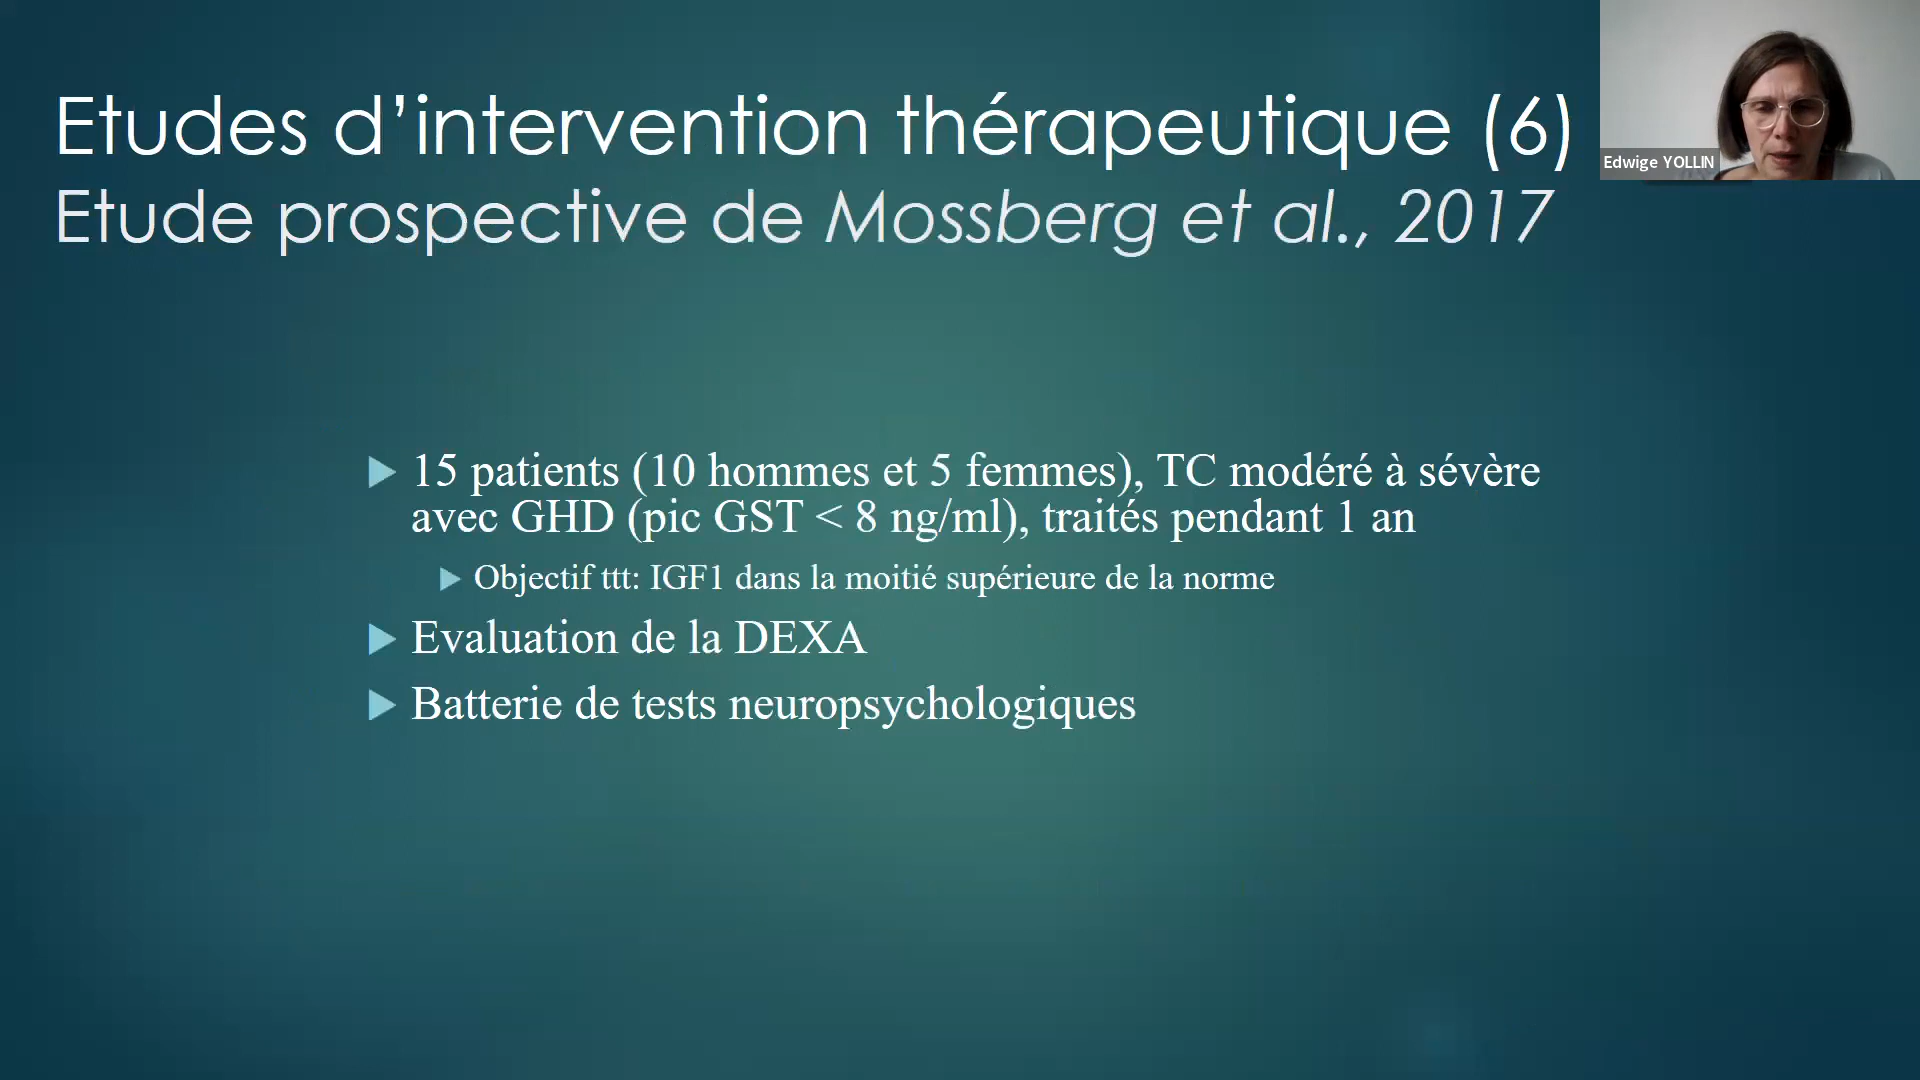 Etudes d’intervention thérapeutique (6)
Etude prospective de Mossberg et al., 2017
Edwige YOLLIN
15 patients (10 hommes et 5 femmes), TC modéré à sévère
avec GHD (pic GST < 8 ng/ml), traités pendant 1 an
Objectif ttt: IGF1 dans la moitié supérieure de la norme
Evaluation de la DEXA
Batterie de tests neuropsychologiques